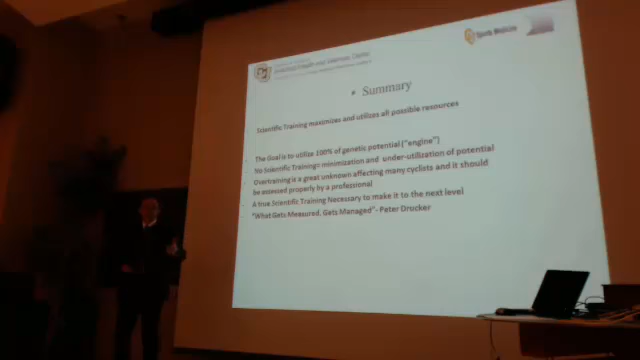 Sports Medicine
• Summary
Scientific Training maximizes and utilizes all possible resources
The Goal is to utilize 100% of genetic potential ("engine")
No Scientific Training= minimization and under-utilization of potential
Overtraining is a great unknown affecting many cyclists and it should
be assessed properly by a professional
A true Scientific Training Necessary to make it to the next level
"What Gets Measured, Gets Managed"- Peter Drucker